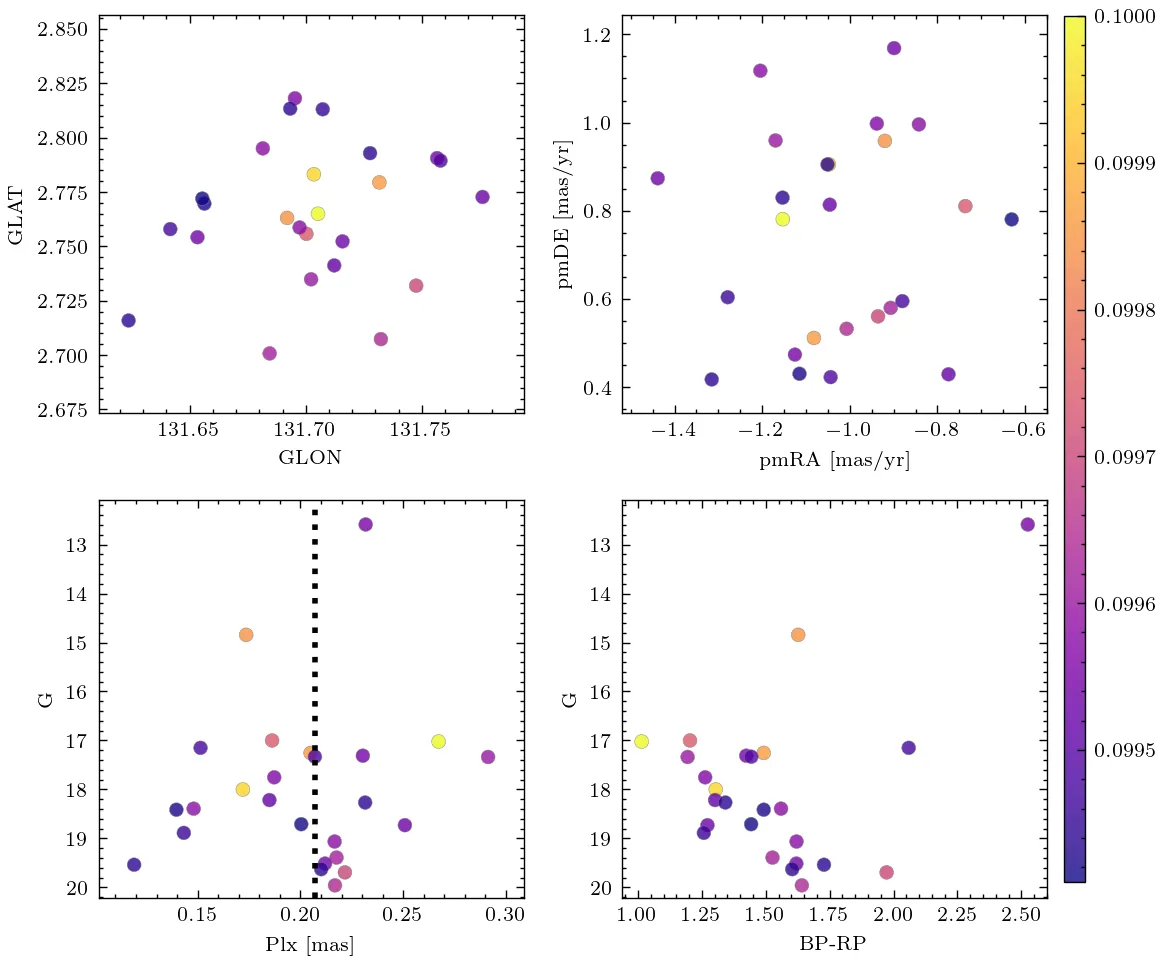 2.850
2.825
2.800
2.775
2.750
2.725
2.700
2.675
GLAT
131.65 131.70 131.75
GLON
1.2
1.0
0.8
0.6
0.4
pmDE [mas/yr]
−1.4 −1.2 −1.0 −0.8 −0.6
pmRA [mas/yr]
13
14
15
16
17
18
19
20
G
0.15 0.20 0.25 0.30
Plx [mas]
13
14
15
16
17
18
19
20
G
1.00 1.25 1.50 1.75 2.00 2.25 2.50
BP-RP
0.1000
0.0999
0.0998
0.0997
0.0996
0.0995